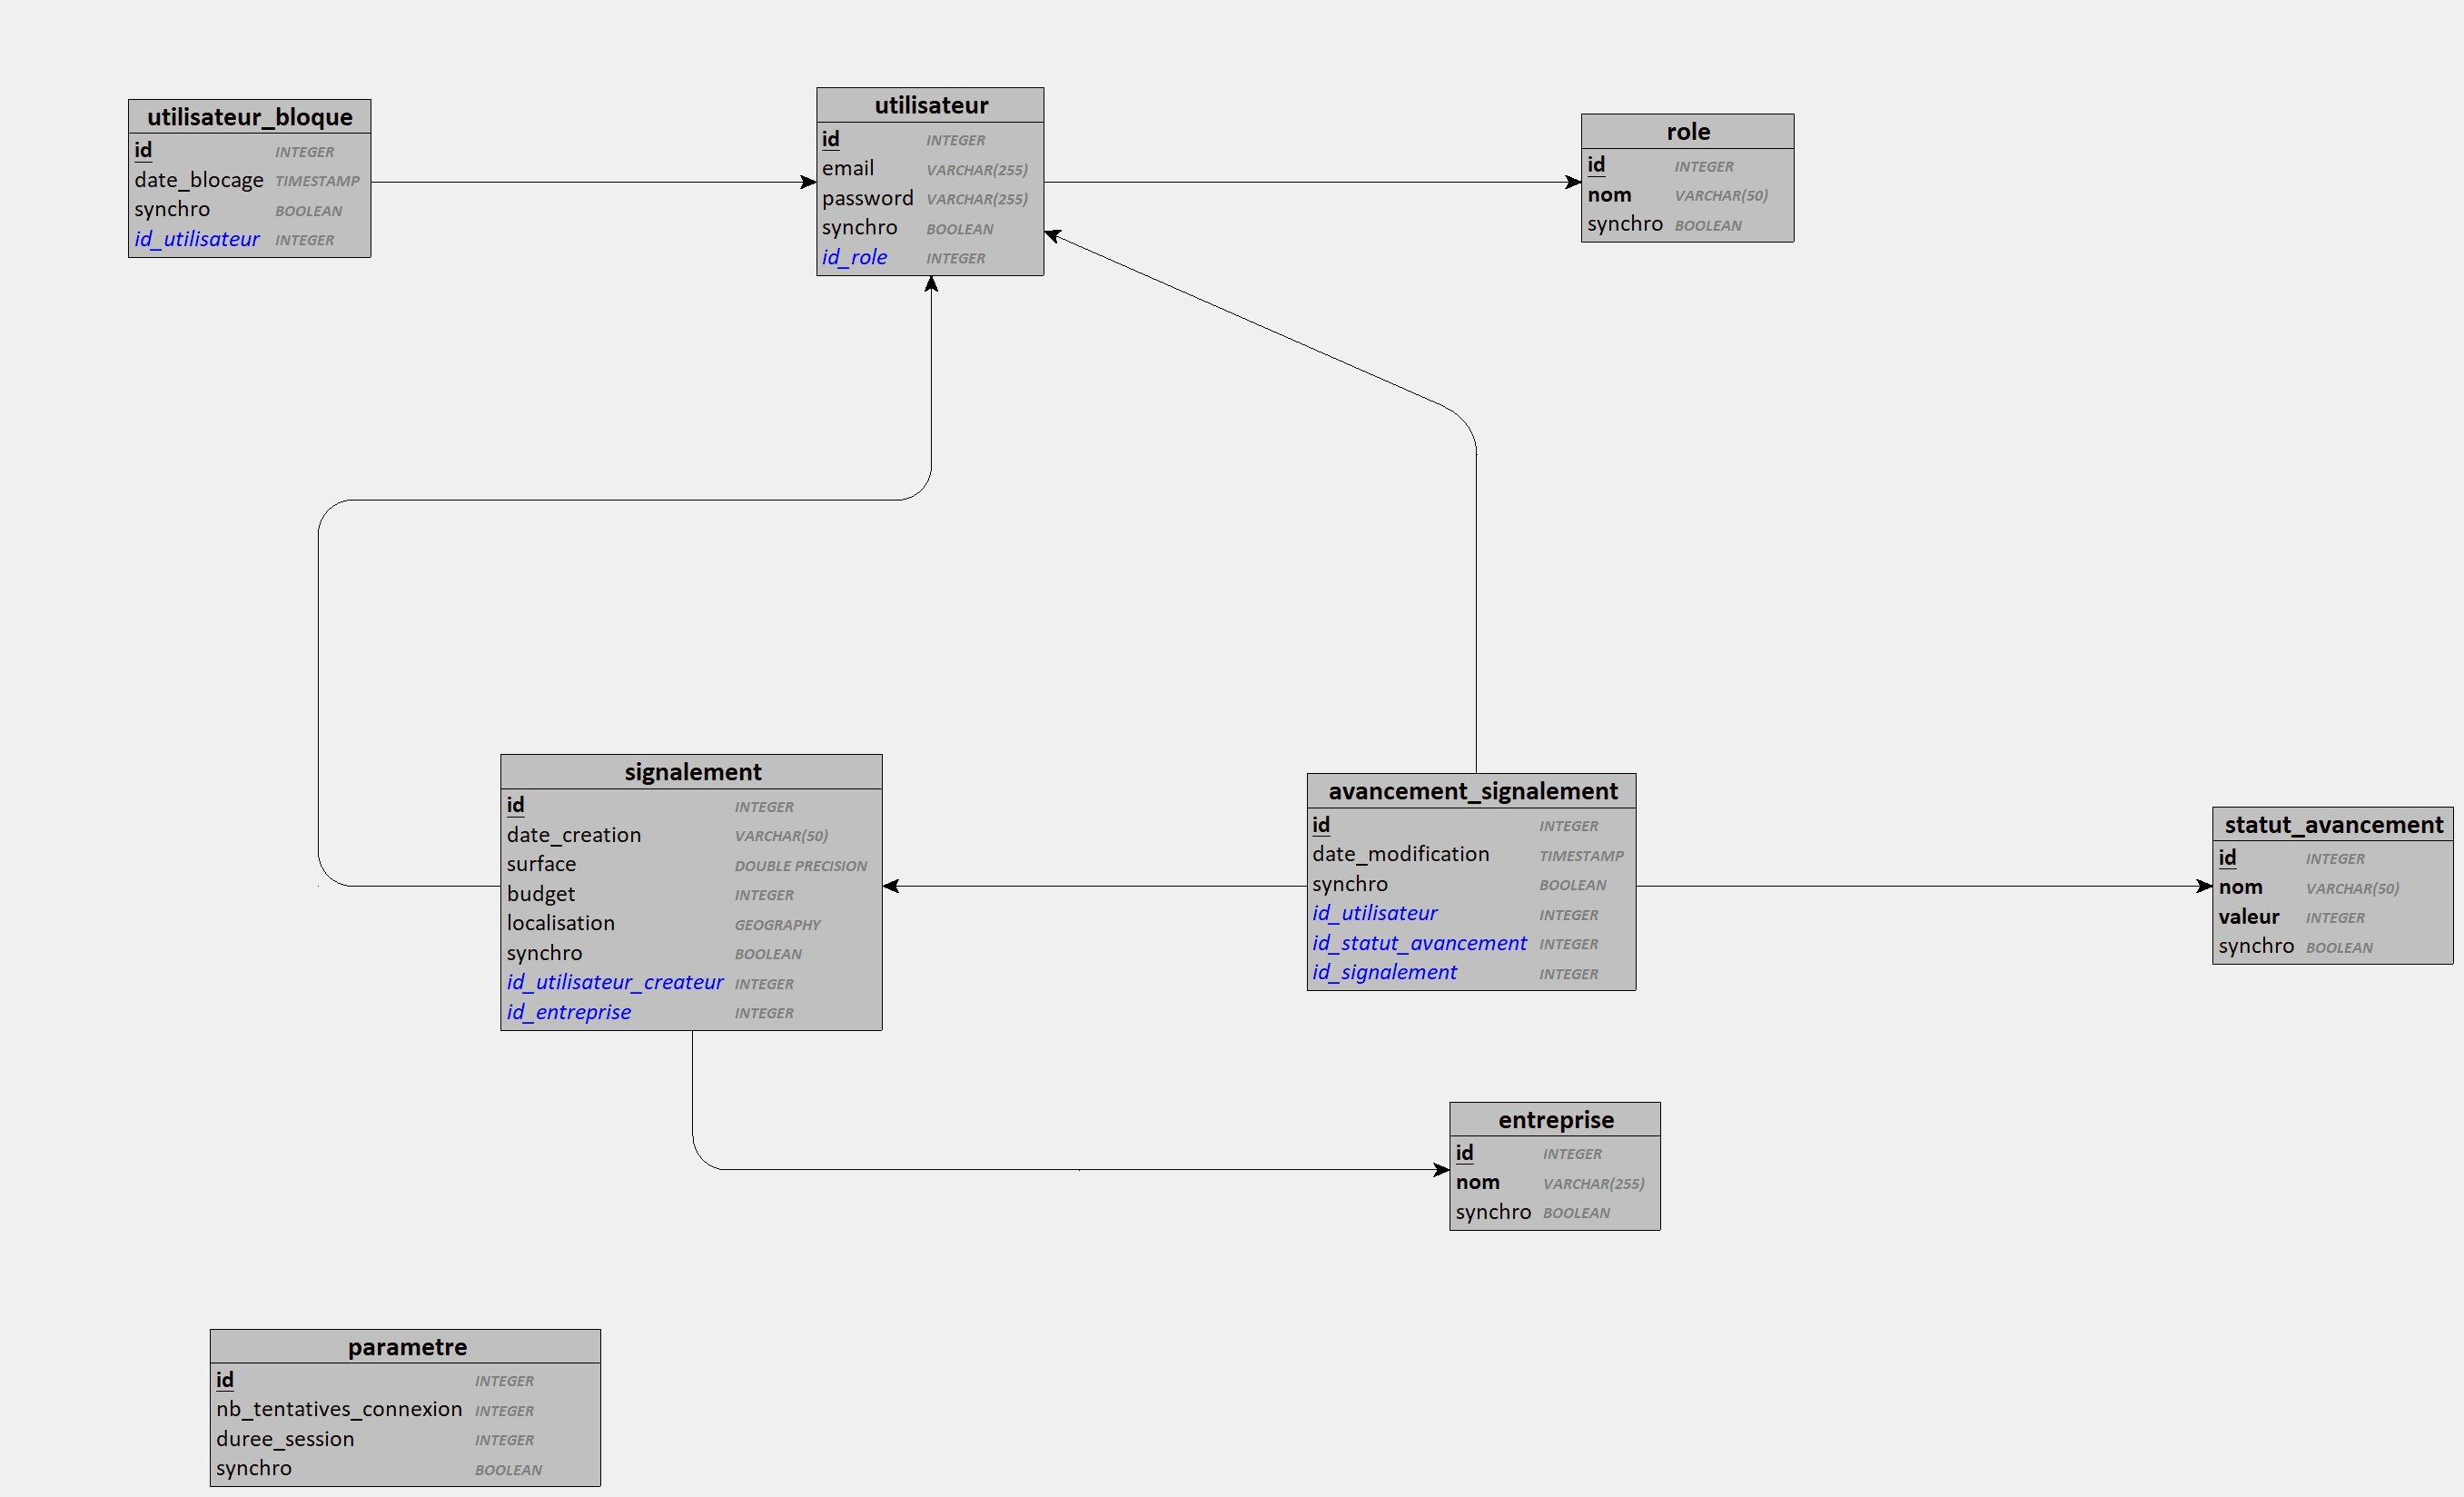 utilisateur_bloque
id INTEGER
date_blocage TIMESTAMP
synchro BOOLEAN
id_utilisateur INTEGER
utilisateur
id INTEGER
email VARCHAR(255)
password VARCHAR(255)
synchro BOOLEAN
id_role INTEGER
role
id INTEGER
nom VARCHAR(50)
synchro BOOLEAN
signalement
id INTEGER
date_creation VARCHAR(50)
surface DOUBLE PRECISION
budget INTEGER
localisation GEOGRAPHY
synchro BOOLEAN
id_utilisateur_createur INTEGER
id_entreprise INTEGER
avancement_signalement
id INTEGER
date_modification TIMESTAMP
synchro BOOLEAN
id_utilisateur INTEGER
id_statut_avancement INTEGER
id_signalement INTEGER
statut_avancement
id INTEGER
nom VARCHAR(50)
valeur INTEGER
synchro BOOLEAN
entreprise
id INTEGER
nom VARCHAR(255)
synchro BOOLEAN
parametre
id INTEGER
nb_tentatives_connexion INTEGER
duree_session INTEGER
synchro BOOLEAN